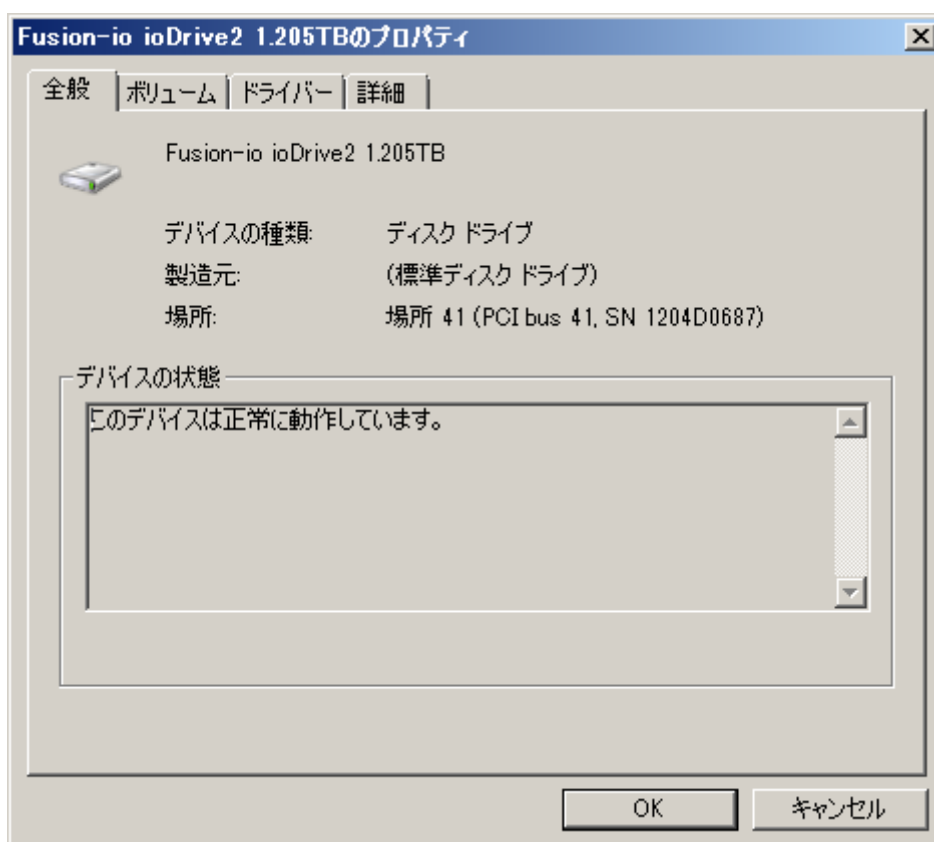 Fusion-io ioDrive2 1.205TBのプロパティ
全般 ボリューム ドライバー 詳細
Fusion-io ioDrive2 1.205TB
デバイスの種類: ディスク ドライブ
製造元: (標準ディスク ドライブ)
場所: 場所 41 (PCI bus 41, SN 1204D0687)
デバイスの状態
このデバイスは正常に動作しています。
OK キャンセル